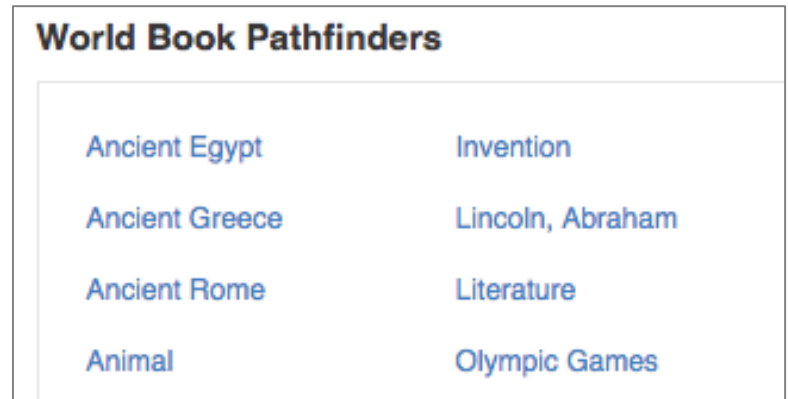 World Book Pathfinders
Ancient Egypt
Ancient Greece
Ancient Rome
Animal
Invention
Lincoln, Abraham
Literature
Olympic Games